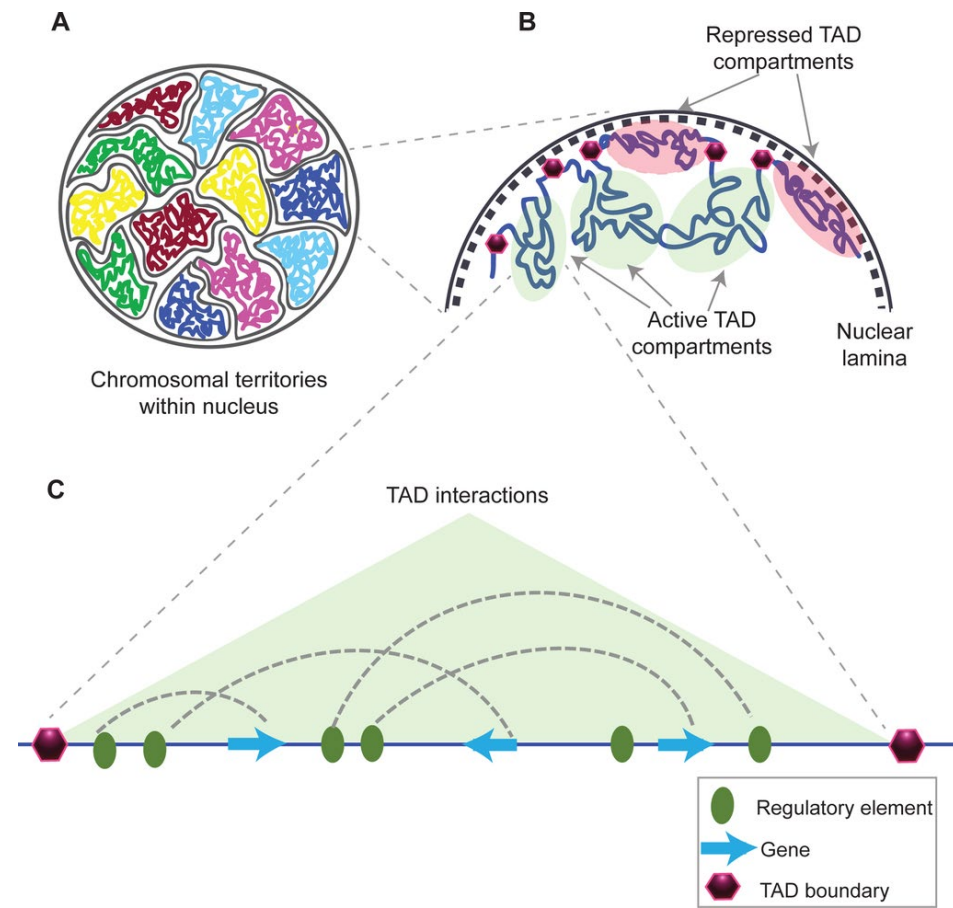 A
Chromosomal territories
within nucleus
B
Repressed TAD
compartments
Active TAD
compartments
Nuclear
lamina
C
TAD interactions
Regulatory element
Gene
TAD boundary